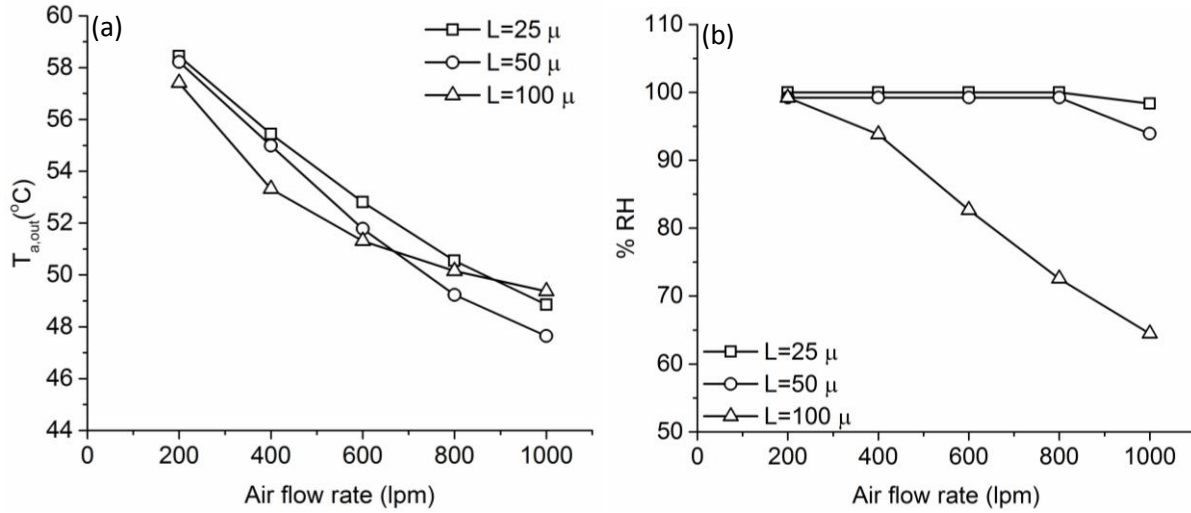 (a)
L=25 μ
L=50 μ
L=100 μ
60
58
56
54
52
50
48
46
44
T a,out (°C)
0 200 400 600 800 1000
Air flow rate (lpm)
(b)
110
100
90
80
70
60
50
% RH
L=25 μ
L=50 μ
L=100 μ
0 200 400 600 800 1000
Air flow rate (lpm)